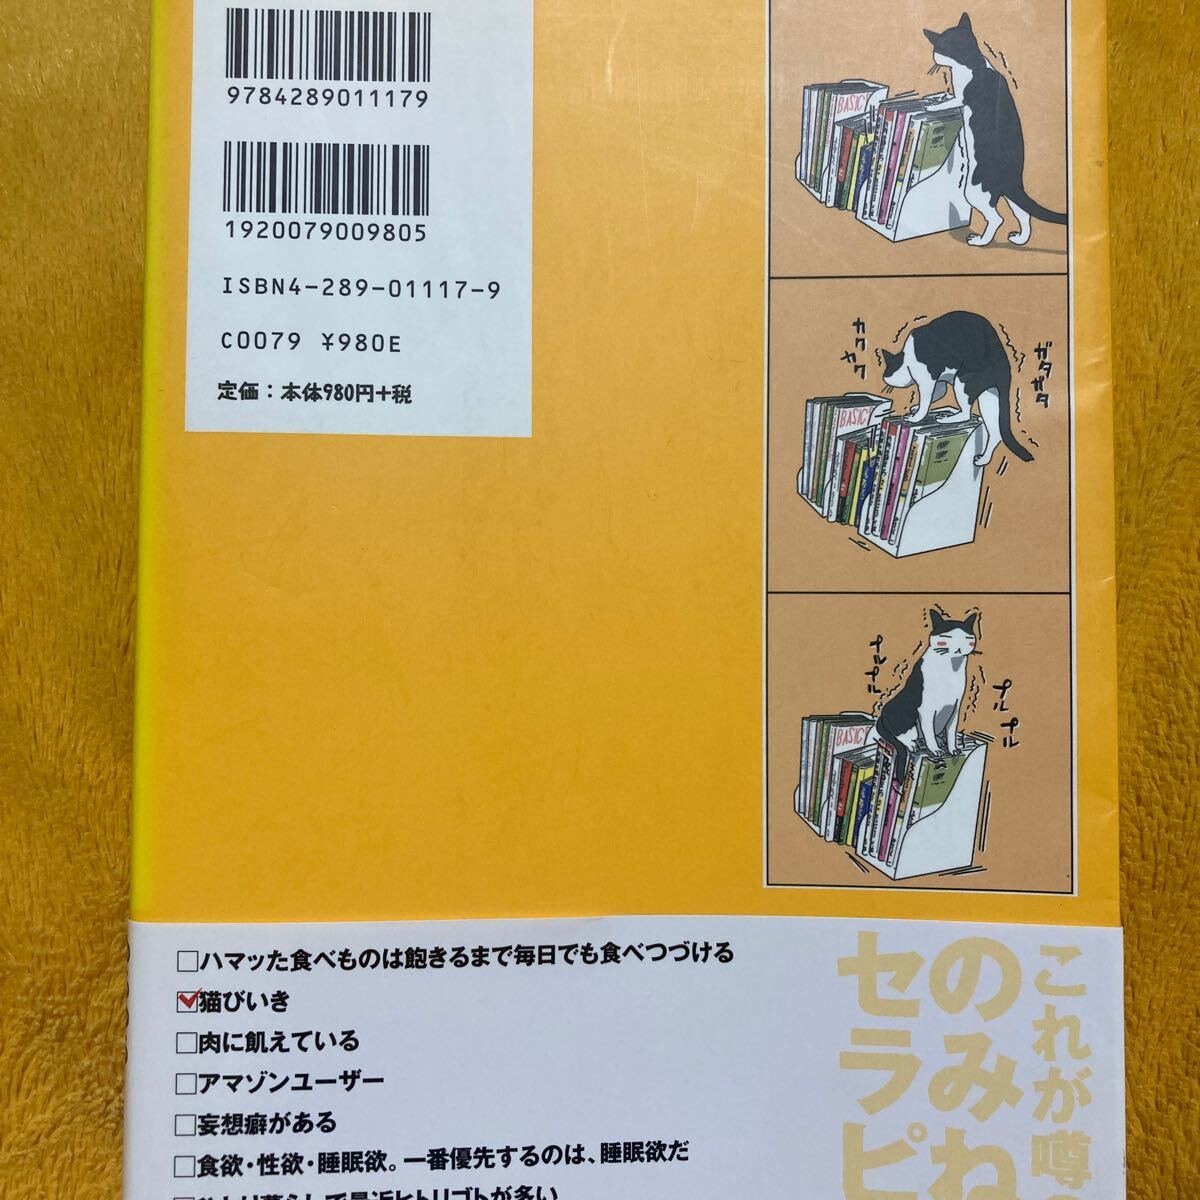 9784289011179
1920079009805
ISBN4-289-01117-9
C0079 ¥980E
定価：本体980円+税
BASIC
カクカク
ガタガタ
BASIC
プルプル
プルプル
BASIC
これが噂
のみね
セラピ
□ハマッた食べものは飽きるまで毎日でも食べつづける
☑猫びいき
□肉に飢えている
□アマゾンユーザー
□妄想癖がある
□食欲・性欲・睡眠欲。一番優先するのは、睡眠欲だ